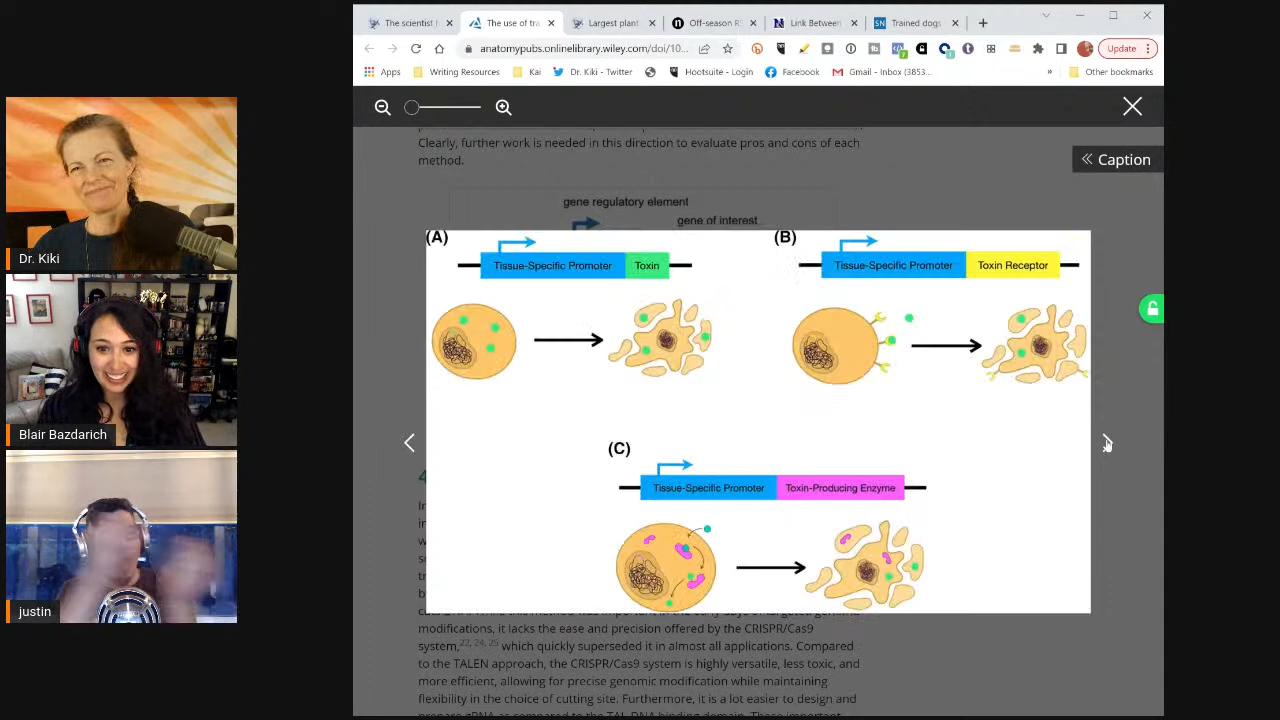 The scientist
The use of tra
Largest plant
Off-season R
Link Between
Trained dogs
anatomypubs.onlinelibrary.wiley.com/doi/10...
Update
Apps
Writing Resources
Kai
Dr. Kiki - Twitter
Hootsuite - Login
Facebook
Gmail - Inbox (3853...
»
Other bookmarks
Clearly, further work is needed in this direction to evaluate pros and cons of each
method.
Caption
gene regulatory element
gene of interest
(A)
Tissue-Specific Promoter
Toxin
(B)
Tissue-Specific Promoter
Toxin Receptor
(C)
Tissue-Specific Promoter
Toxin-Producing Enzyme
modifications, it lacks the ease and precision offered by the CRISPR/Cas9
system,22, 24, 25 which quickly superseded it in almost all applications. Compared
to the TALEN approach, the CRISPR/Cas9 system is highly versatile, less toxic, and
more efficient, allowing for precise genomic modification while maintaining
flexibility in the choice of cutting site. Furthermore, it is a lot easier to design and
Dr. Kiki
Blair Bazdarich
justin